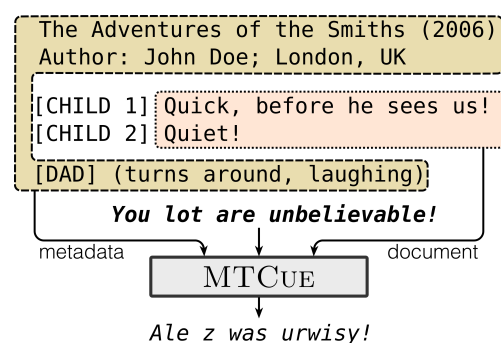 The Adventures of the Smiths (2006)
Author: John Doe; London, UK
[CHILD 1] Quick, before he sees us!
[CHILD 2] Quiet!
[DAD] (turns around, laughing)
You lot are unbelievable!
metadata
document
MTCUE
Ale z was urwisy!